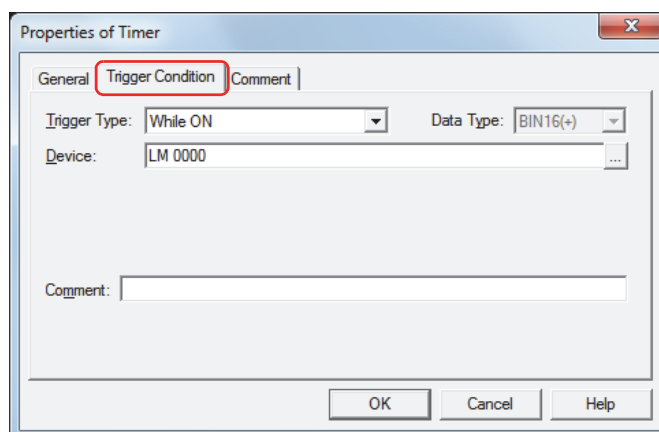 Properties of Timer
General Trigger Condition Comment
Trigger Type: While ON Data Type: BIN16(+)
Device: LM 0000 ...
Comment:
OK Cancel Help